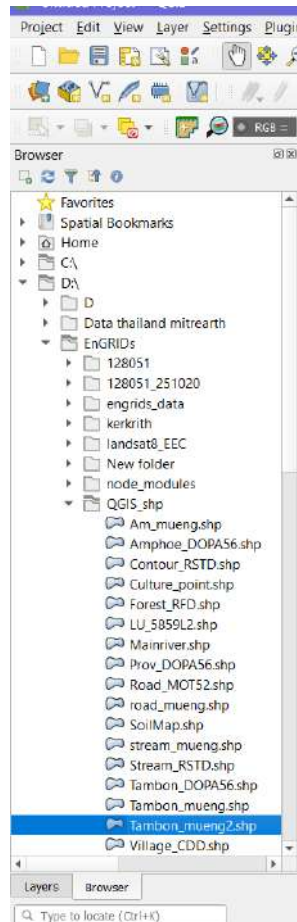 Project Edit View Layer Settings Plugi
RGB =
Browser
Favorites
Spatial Bookmarks
Home
C:\
D:\
D
Data thailand mitrearth
EnGRIDs
128051
128051_251020
engrids_data
kerkrith
landsat8_EEC
New folder
node_modules
QGIS_shp
Am_mueng.shp
Amphoe_DOPA56.shp
Contour_RSTD.shp
Culture_point.shp
Forest_RFD.shp
LU_5859L2.shp
Mainriver.shp
Prov_DOPA56.shp
Road_MOT52.shp
road_mueng.shp
SoilMap.shp
stream_mueng.shp
Stream_RSTD.shp
Tambon_DOPA56.shp
Tambon_mueng.shp
Tambon_mueng2.shp
Village_CDD.shp
Layers Browser
Type to locate (Ctrl+K)